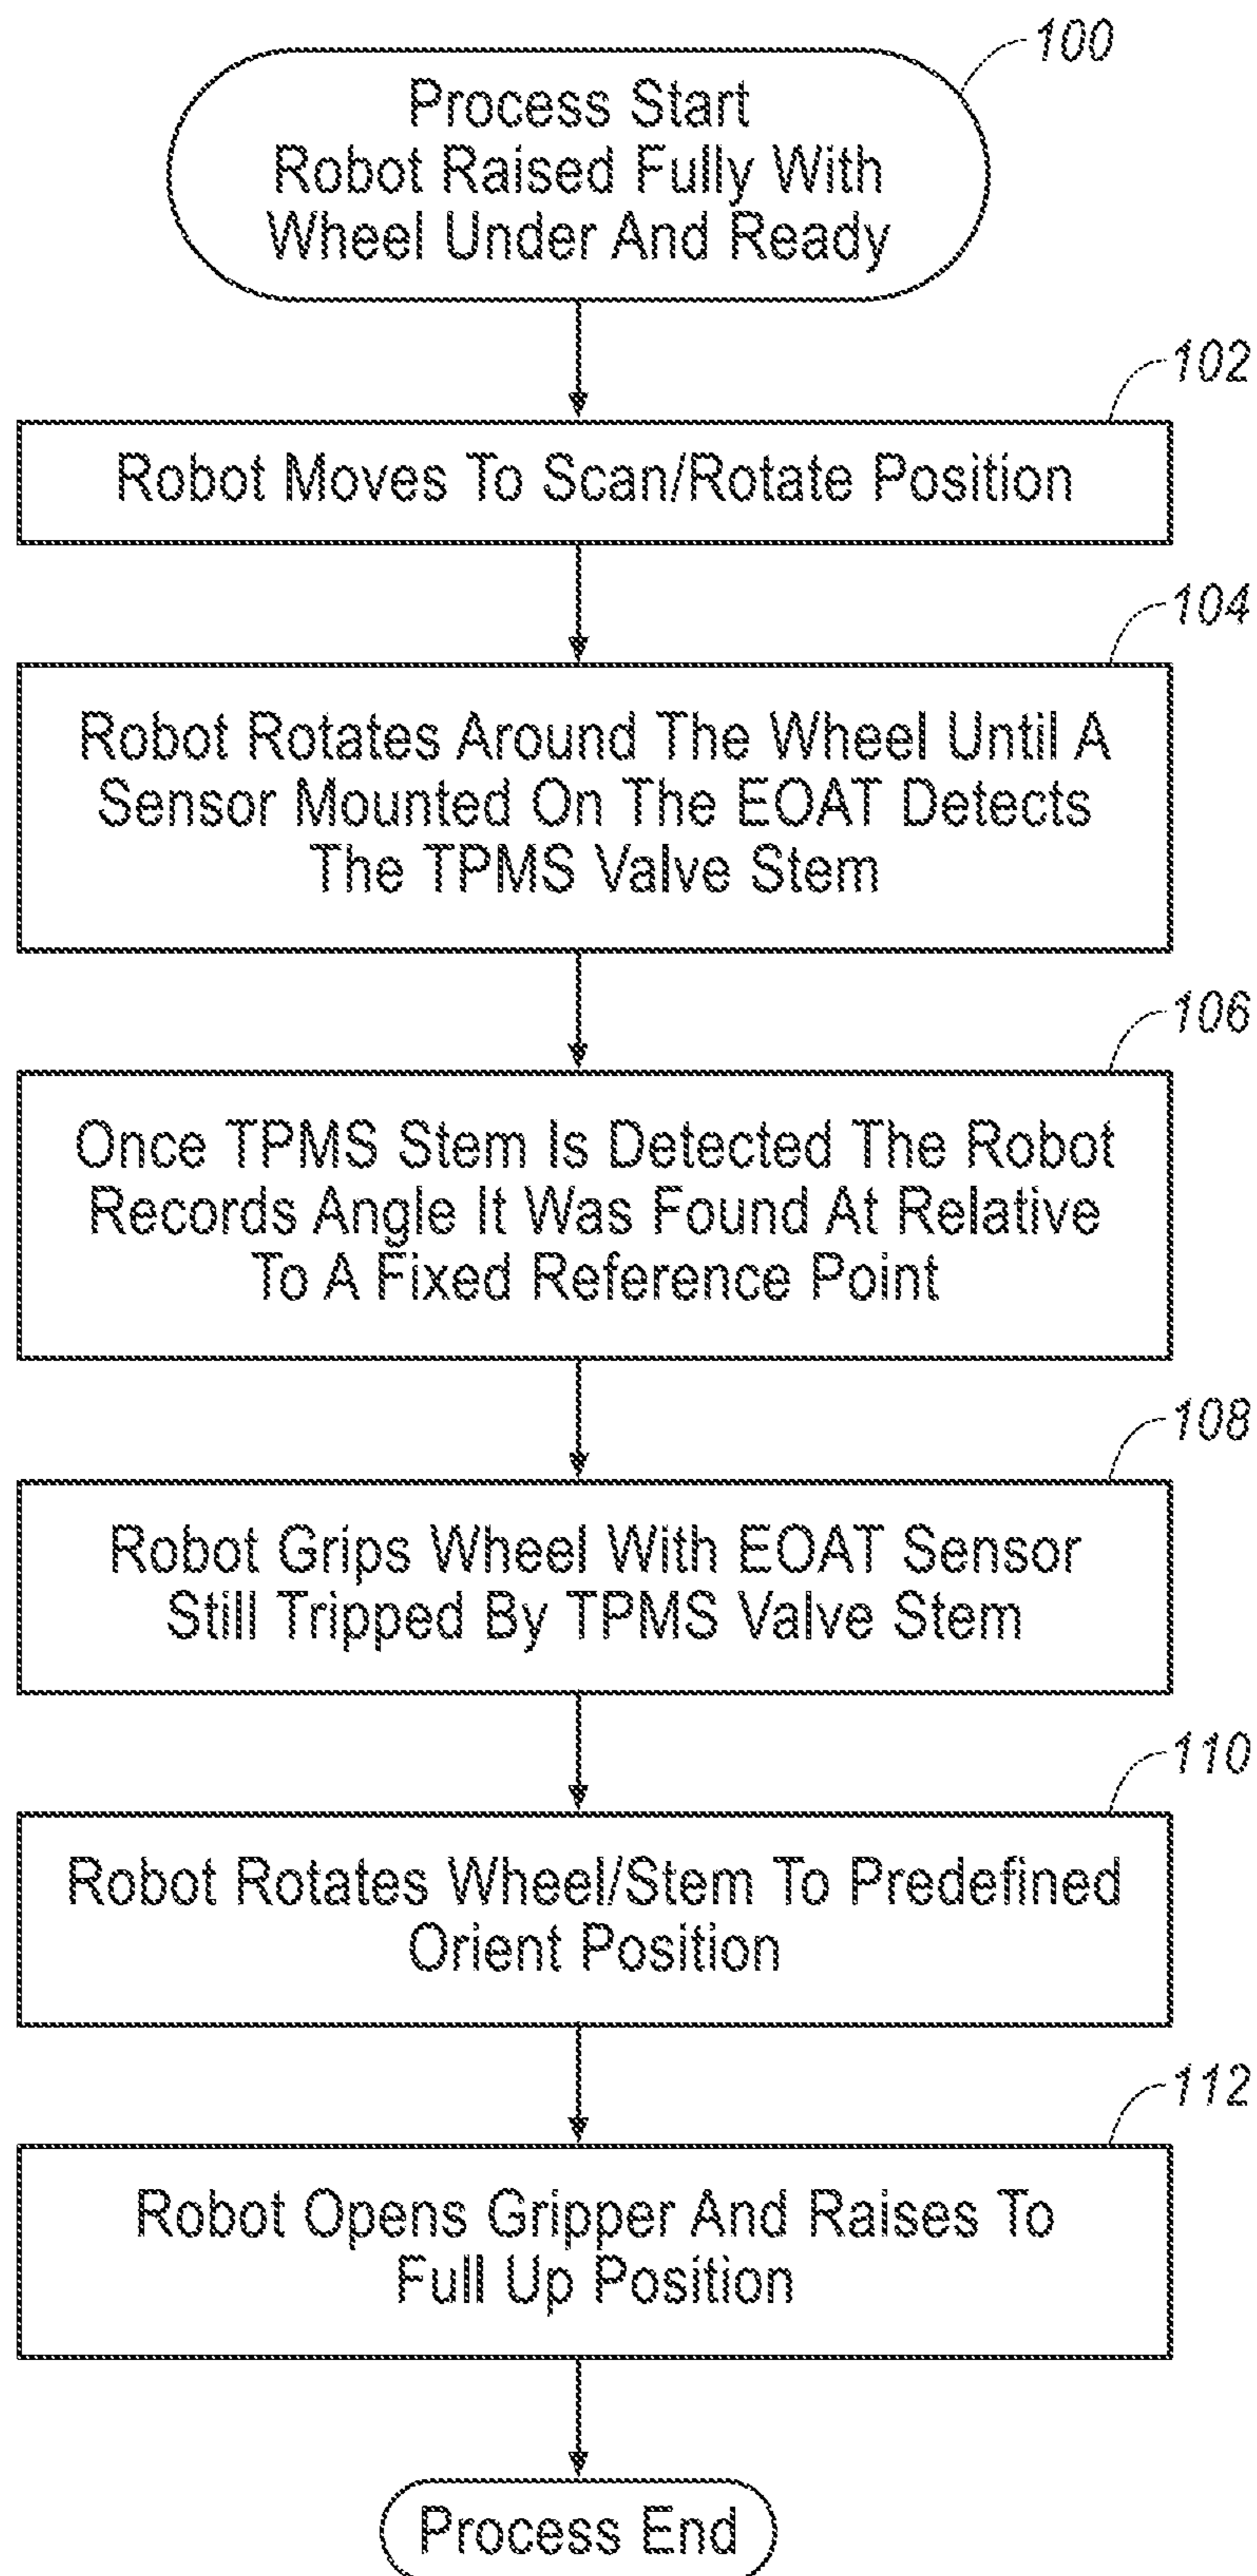 100
Process Start
Robot Raised Fully With
Wheel Under And Ready
102
Robot Moves To Scan/Rotate Position
104
Robot Rotates Around The Wheel Until A
Sensor Mounted On The EOAT Detects
The TPMS Valve Stem
106
Once TPMS Stem Is Detected The Robot
Records Angle It Was Found At Relative
To A Fixed Reference Point
108
Robot Grips Wheel With EOAT Sensor
Still Tripped By TPMS Valve Stem
110
Robot Rotates Wheel/Stem To Predefined
Orient Position
112
Robot Opens Gripper And Raises To
Full Up Position
Process End